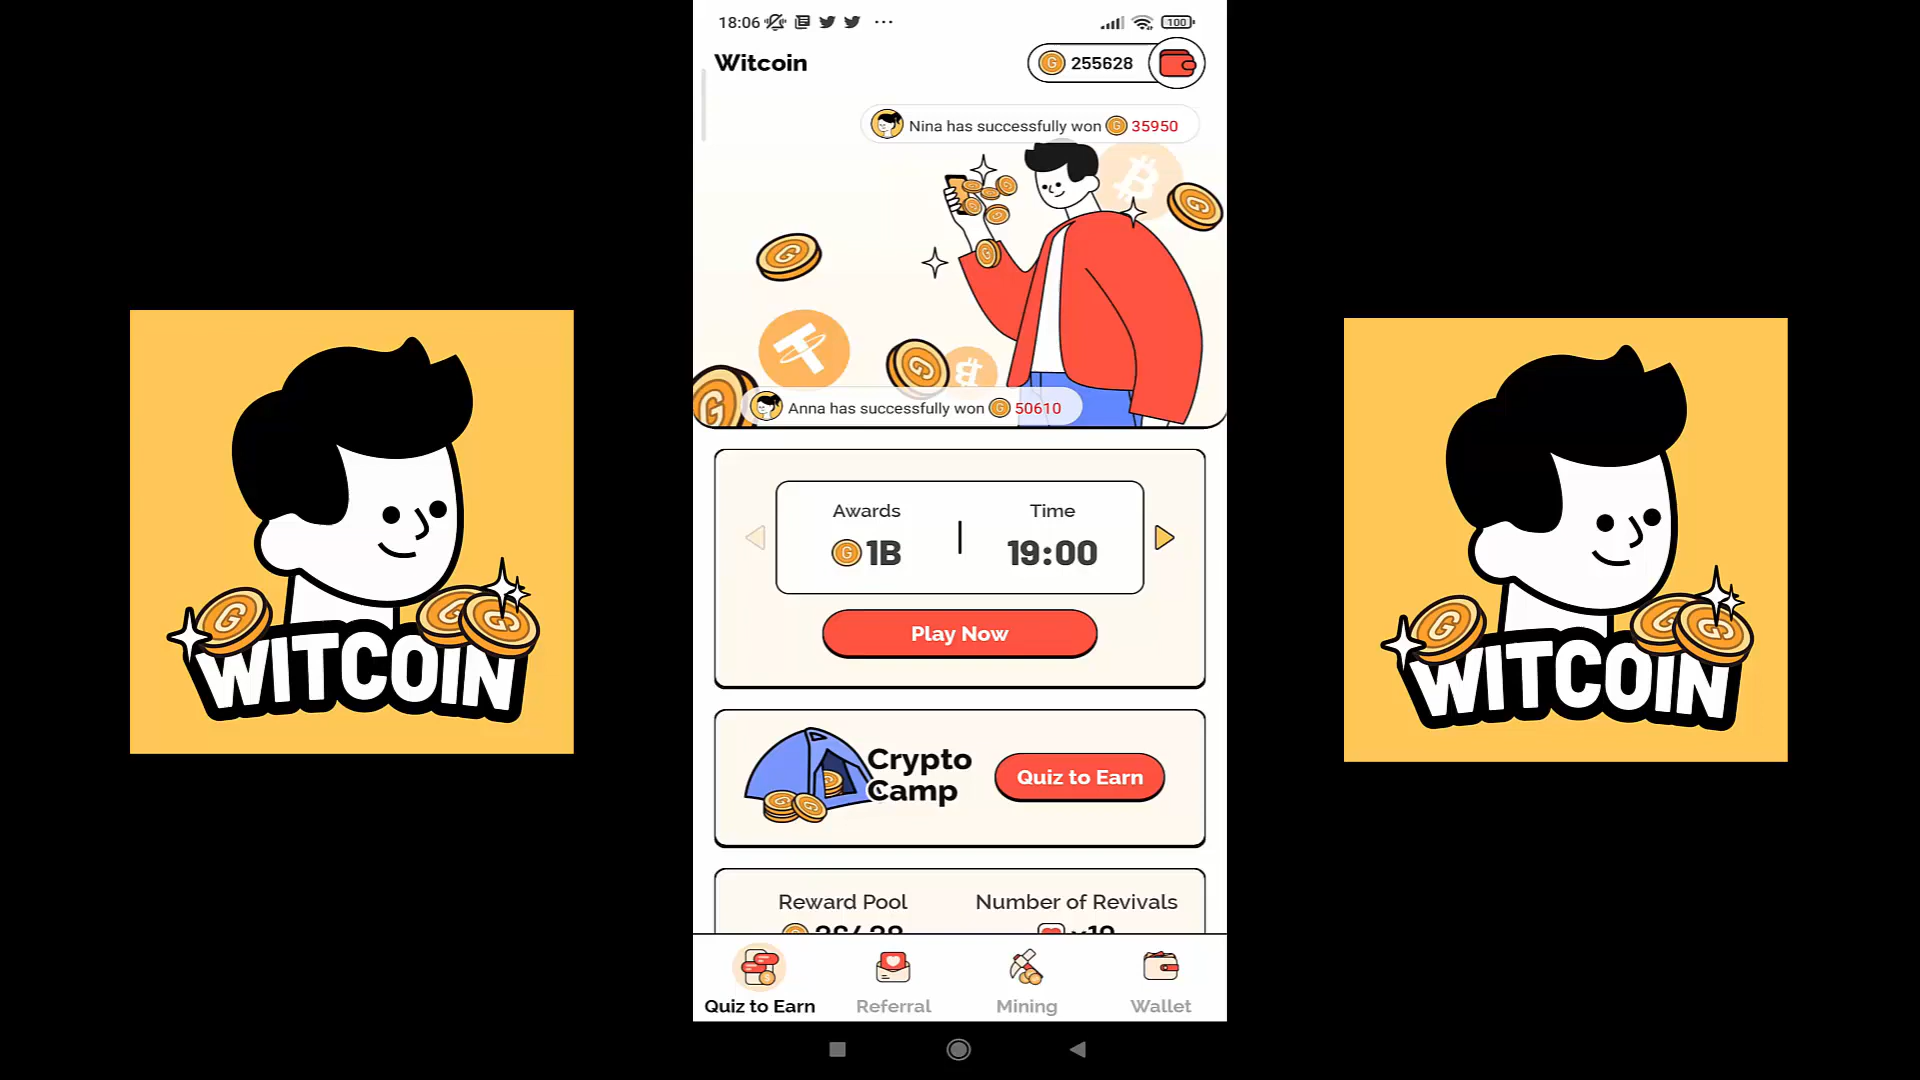 18:06
100
Witcoin
255628
Nina has successfully won 35950
Anna has successfully won 50610
Awards
Time
1B
19:00
Play Now
Crypto
Camp
Quiz to Earn
Reward Pool
Number of Revivals
Quiz to Earn
Referral
Mining
Wallet
WITCOIN
WITCOIN